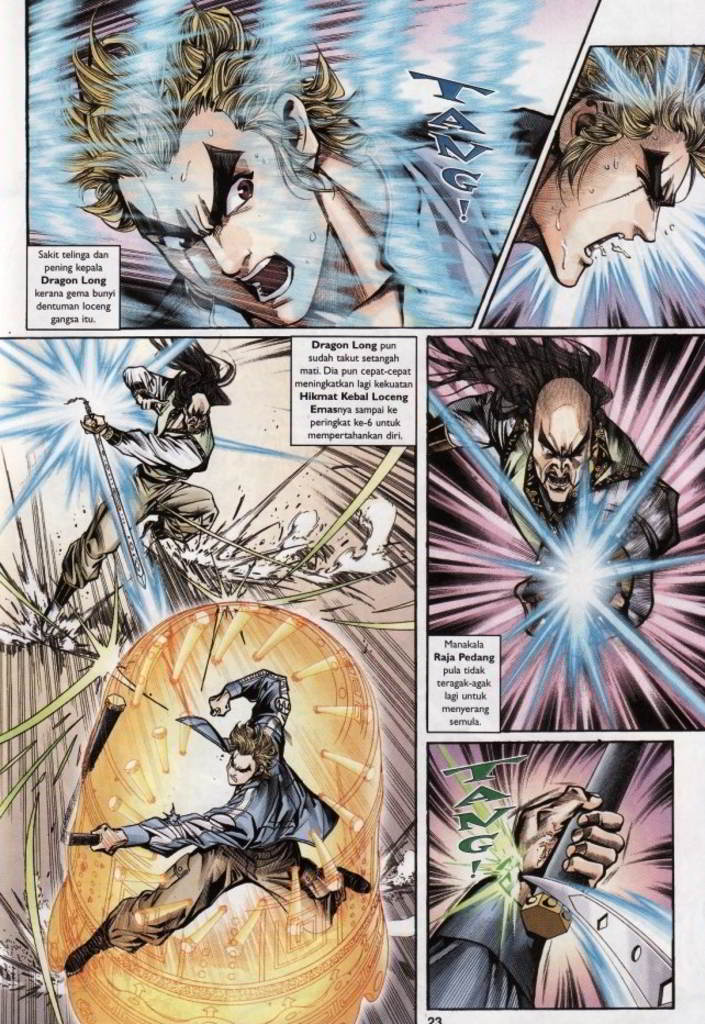 TANG!
Sakit telinga dan
pening kepala
Dragon Long
kerana gema bunyi
dentuman loceng
gangsa itu.
Dragon Long pun
sudah takut setangah
mati. Dia pun cepat-cepat
meningkatkan lagi kekuatan
Hikmat Kebal Loceng
Emasnya sampai ke
peringkat ke-6 untuk
mempertahankan diri.
Manakala
Raja Pedang
pula tidak
teragak-agak
lagi untuk
menyerang
semula.
TANG!
23